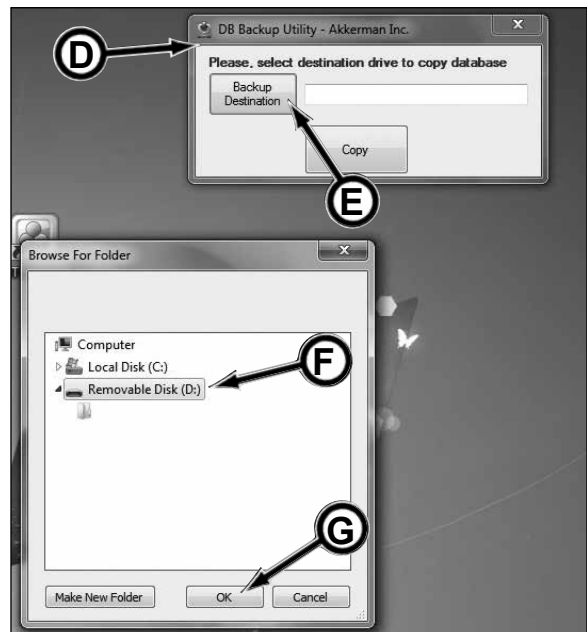 D
DB Backup Utility - Akkerman Inc.
x
Please, select destination drive to copy database
Backup
Destination
Copy
E
T
Browse For Folder
x
Computer
Local Disk (C:)
Removable Disk (D:)
F
G
Make New Folder
OK
Cancel